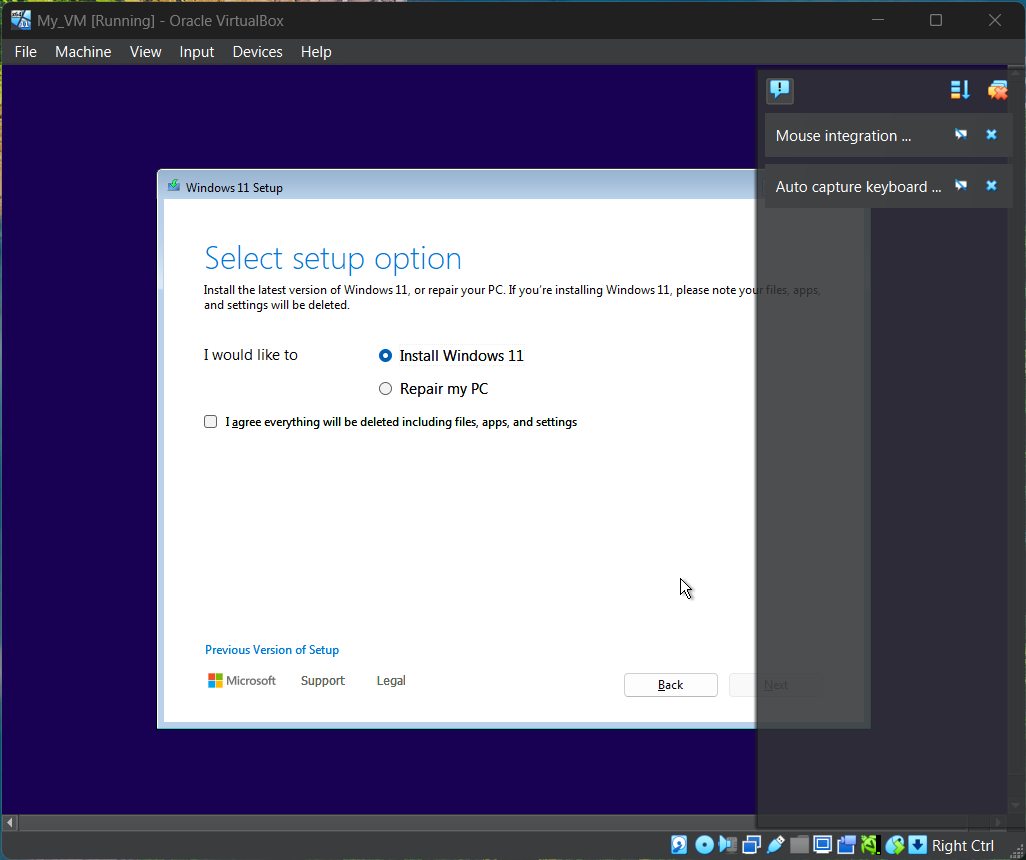 My_VM [Running] - Oracle VirtualBox
File Machine View Input Devices Help
Mouse integration ...
Auto capture keyboard ...
Windows 11 Setup
Select setup option
Install the latest version of Windows 11, or repair your PC. If you're installing Windows 11, please note your files, apps,
and settings will be deleted.
I would like to
Install Windows 11
Repair my PC
I agree everything will be deleted including files, apps, and settings
Previous Version of Setup
Microsoft Support Legal
Back Next
Right Ctrl